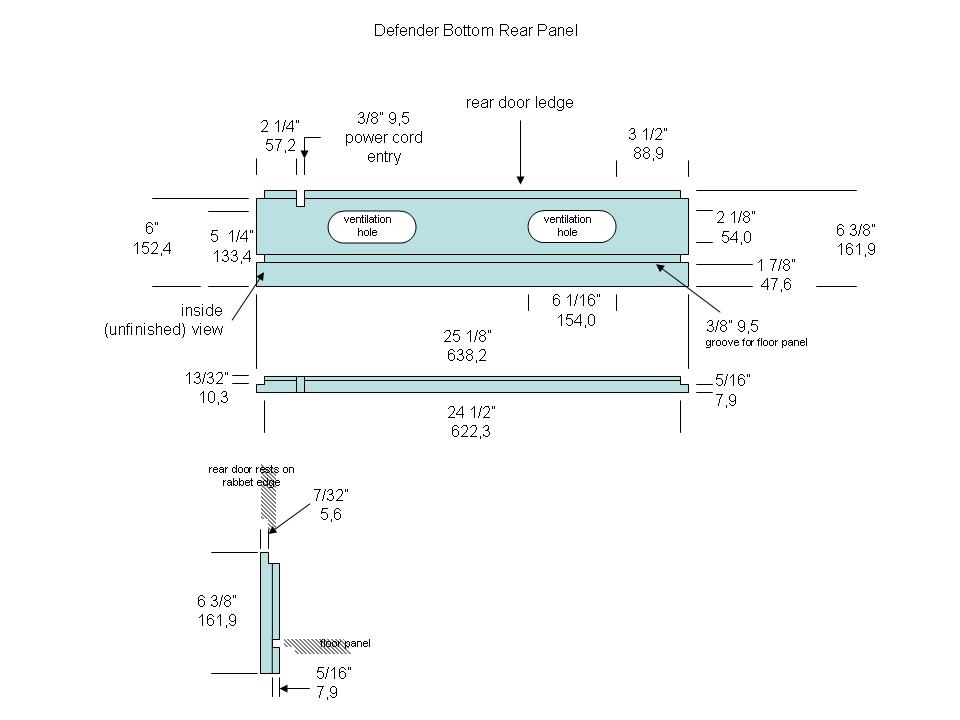 Defender Bottom Rear Panel
rear door ledge
3/8” 9,5
power cord
entry
2 1/4”
57,2
3 1/2”
88,9
ventilation
hole
ventilation
hole
6”
152,4
5  1/4”
133,4
2 1/8”
54,0
6 3/8”
161,9
1 7/8”
47,6
inside
(unfinished) view
6 1/16”
154,0
3/8” 9,5
groove for floor panel
25 1/8”
638,2
13/32”
10,3
5/16”
7,9
24 1/2”
622,3
rear door rests on
rabbet edge
7/32”
5,6
6 3/8”
161,9
floor panel
5/16”
7,9